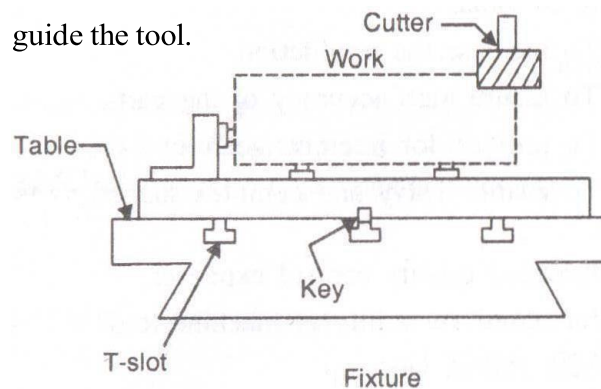 guide the tool.
Cutter
Work
Table
Key
T-slot
Fixture